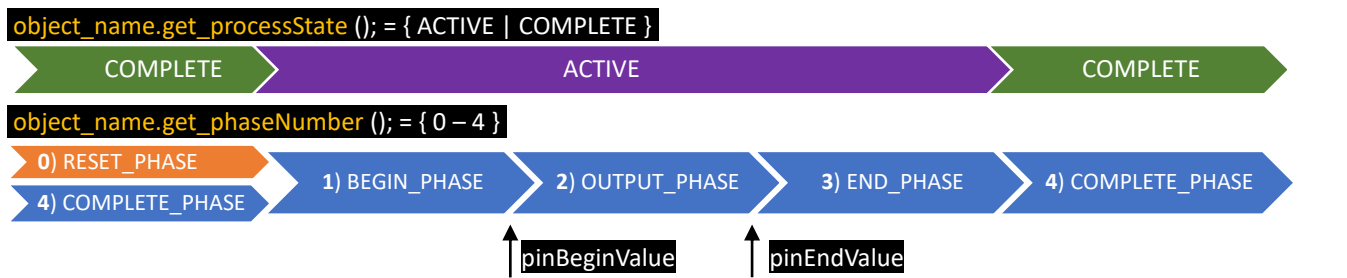 object_name.get_processState (); = { ACTIVE | COMPLETE }
COMPLETE ACTIVE COMPLETE
object_name.get_phaseNumber (); = { 0 – 4 }
0) RESET_PHASE
4) COMPLETE_PHASE
1) BEGIN_PHASE 2) OUTPUT_PHASE 3) END_PHASE 4) COMPLETE_PHASE
pinBeginValue pinEndValue